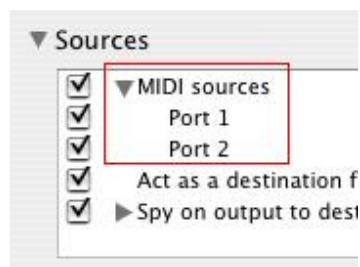 Sources
MIDI sources
Port 1
Port 2
Act as a destination f
Spy on output to dest